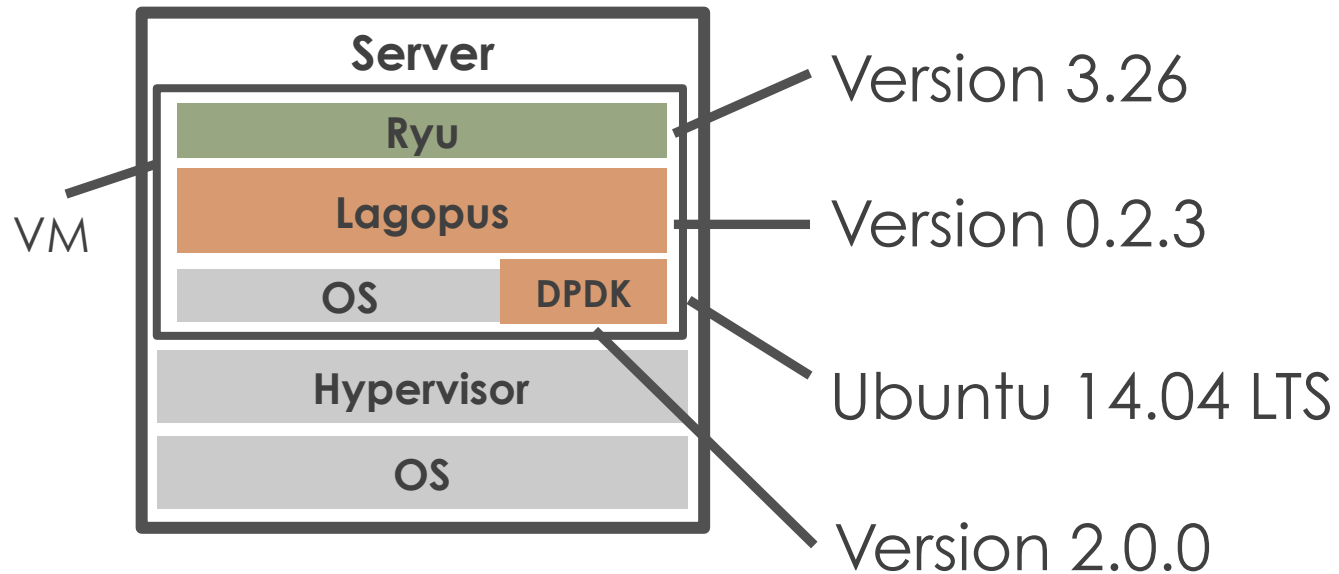 Server
Ryu
Version 3.26
VM
Lagopus
Version 0.2.3
OS
DPDK
Hypervisor
Ubuntu 14.04 LTS
OS
Version 2.0.0